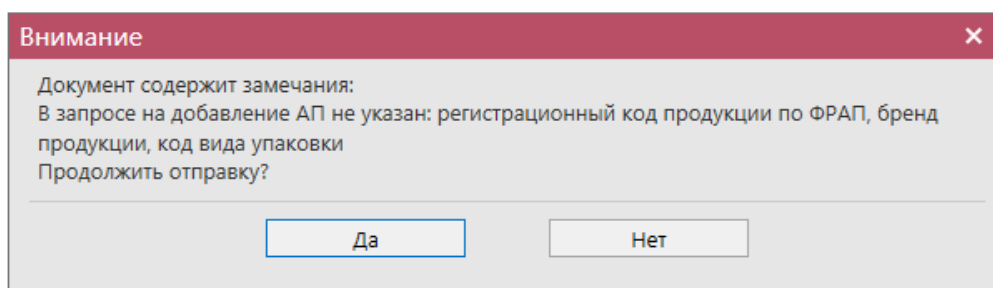 Внимание
Документ содержит замечания:
В запросе на добавление АП не указан: регистрационный код продукции по ФРАП, бренд
продукции, код вида упаковки
Продолжить отправку?
Да
Нет